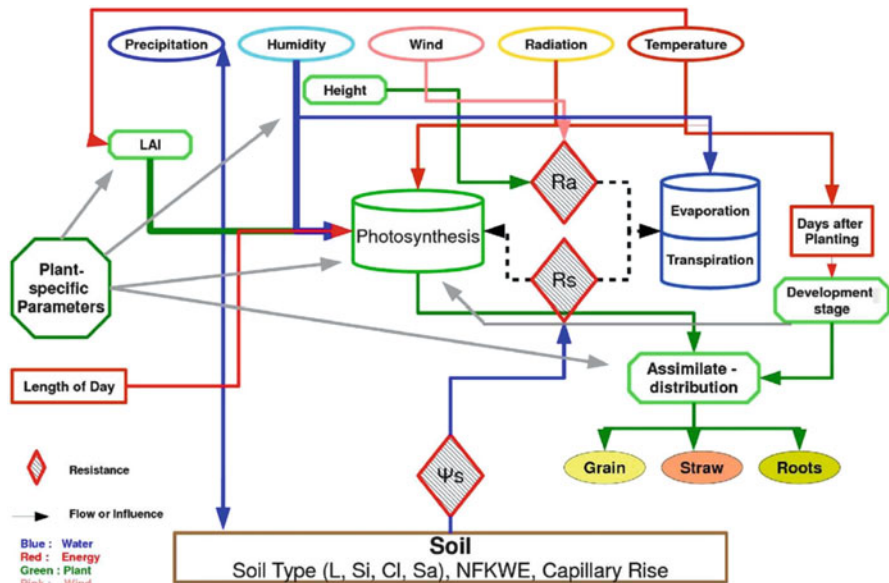 Precipitation
Humidity
Wind
Radiation
Temperature
Height
LAI
Ra
Evaporation
Photosynthesis
Days after
Planting
Plant-
specific
Parameters
Transpiration
Rs
Development
stage
Length of Day
Assimilate -
distribution
Grain
Straw
Roots
Ψs
Resistance
Flow or Influence
Blue : Water
Red : Energy
Green : Plant
Pink : Wind
Soil
Soil Type (L, Si, Cl, Sa), NFKWE, Capillary Rise